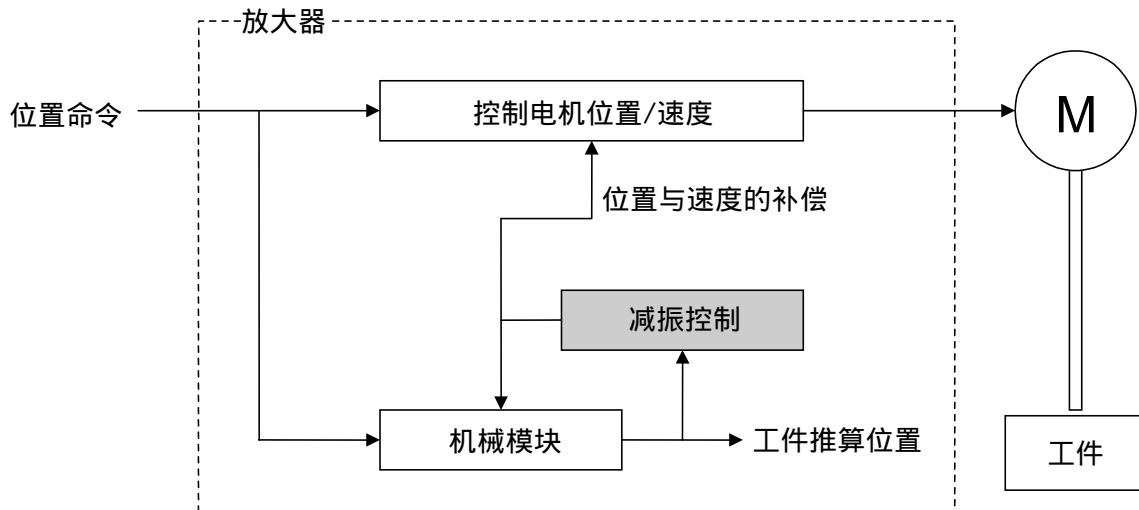 放大器
位置命令
控制电机位置/速度
M
位置与速度的补偿
减振控制
机械模块
工件推算位置
工件